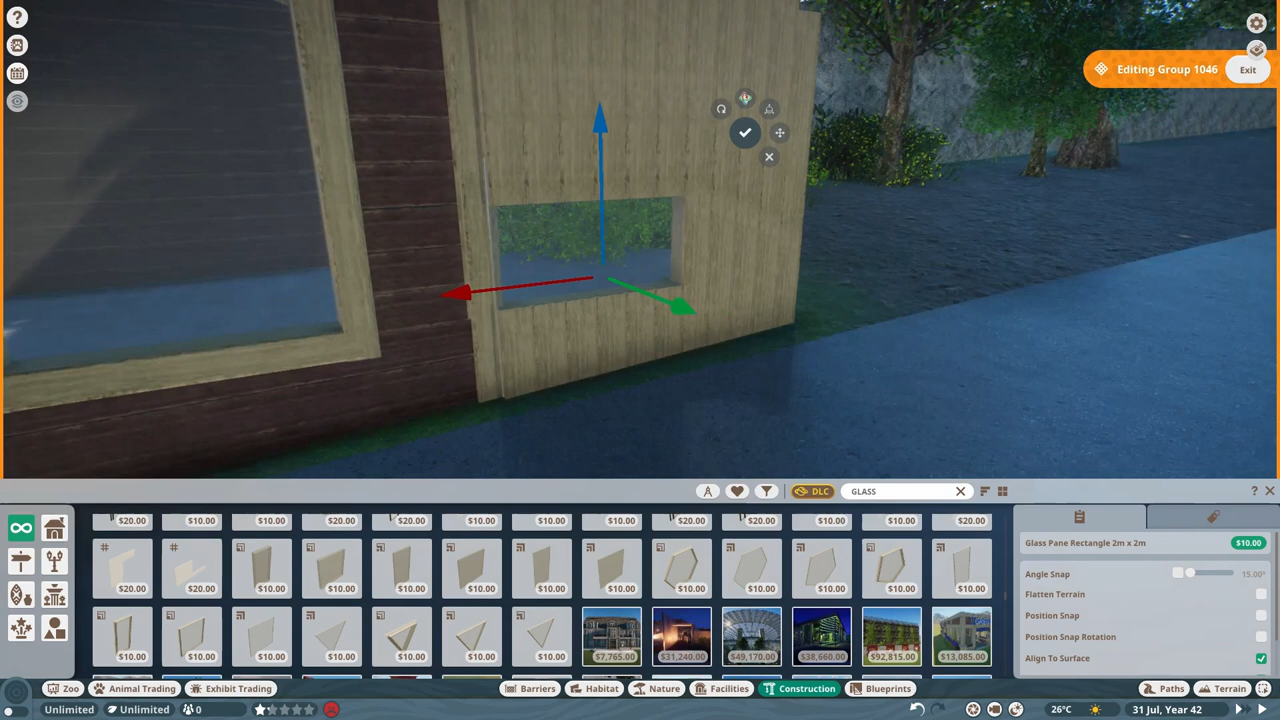 ?
Editing Group 1046
Exit
DLC
GLASS
?
$20.00 $10.00 $10.00 $10.00 $20.00 $10.00 $10.00 $10.00 $20.00 $20.00 $10.00 $10.00 $20.00
$20.00 $20.00 $10.00 $10.00 $10.00 $10.00 $10.00 $10.00 $10.00 $10.00 $10.00 $10.00 $10.00
$10.00 $10.00 $10.00 $10.00 $10.00 $10.00 $10.00 $7,765.00 $31,240.00 $49,170.00 $38,660.00 $92,815.00 $13,085.00
Glass Pane Rectangle 2m x 2m $10.00
Angle Snap 15.00°
Flatten Terrain
Position Snap
Position Snap Rotation
Align To Surface
Zoo Animal Trading Exhibit Trading Barriers Habitat Nature Facilities Construction Blueprints Paths Terrain
Unlimited Unlimited 0 26°C 31 Jul, Year 42